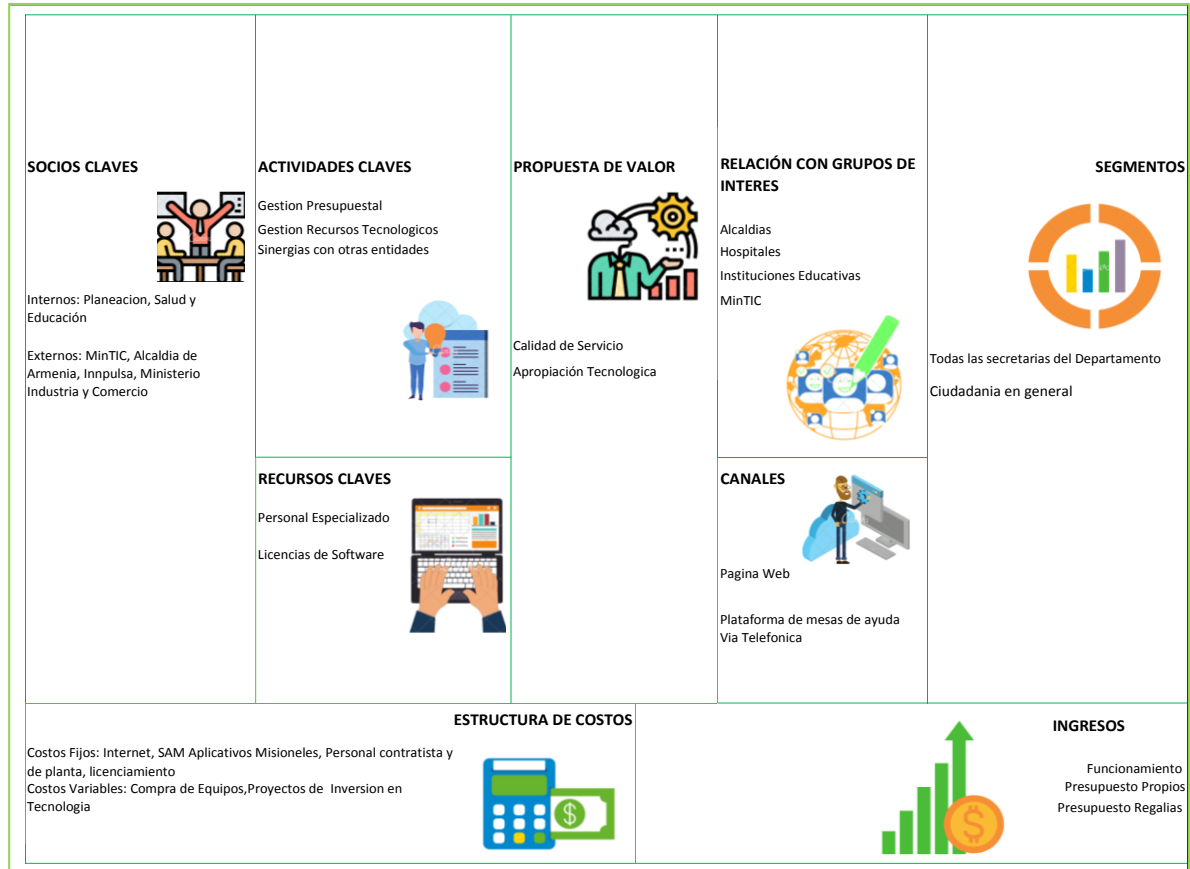 SOCIOS CLAVES
Internos: Planeacion, Salud y
Educación
Externos: MinTIC, Alcaldia de
Armenia, Innpulsa, Ministerio
Industria y Comercio
ACTIVIDADES CLAVES
Gestion Presupuestal
Gestion Recursos Tecnologicos
Sinergias con otras entidades
RECURSOS CLAVES
Personal Especializado
Licencias de Software
PROPUESTA DE VALOR
Calidad de Servicio
Apropiación Tecnologica
RELACIÓN CON GRUPOS DE
INTERES
Alcaldias
Hospitales
Instituciones Educativas
MinTIC
CANALES
Pagina Web
Plataforma de mesas de ayuda
Via Telefonica
SEGMENTOS
Todas las secretarias del Departamento
Ciudadania en general
ESTRUCTURA DE COSTOS
Costos Fijos: Internet, SAM Aplicativos Misioneles, Personal contratista y
de planta, licenciamiento
Costos Variables: Compra de Equipos,Proyectos de Inversion en
Tecnologia
INGRESOS
Funcionamiento
Presupuesto Propios
Presupuesto Regalias